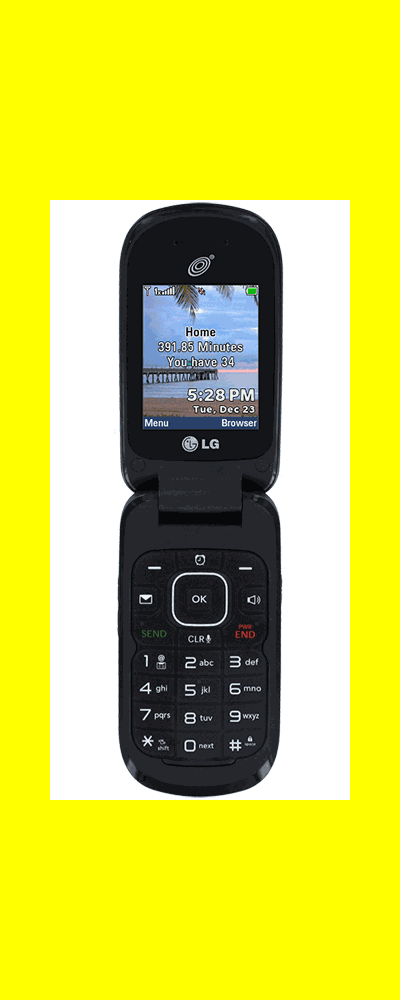 Home
391.85 Minutes
You have 34
5:28 PM
Tue, Dec 23
Menu Browser
LG
OK
SEND CLR PWR END
1 @ 2 abc 3 def
4 ghi 5 jkl 6 mno
7 pqrs 8 tuv 9 wxyz
* shift 0 next # space